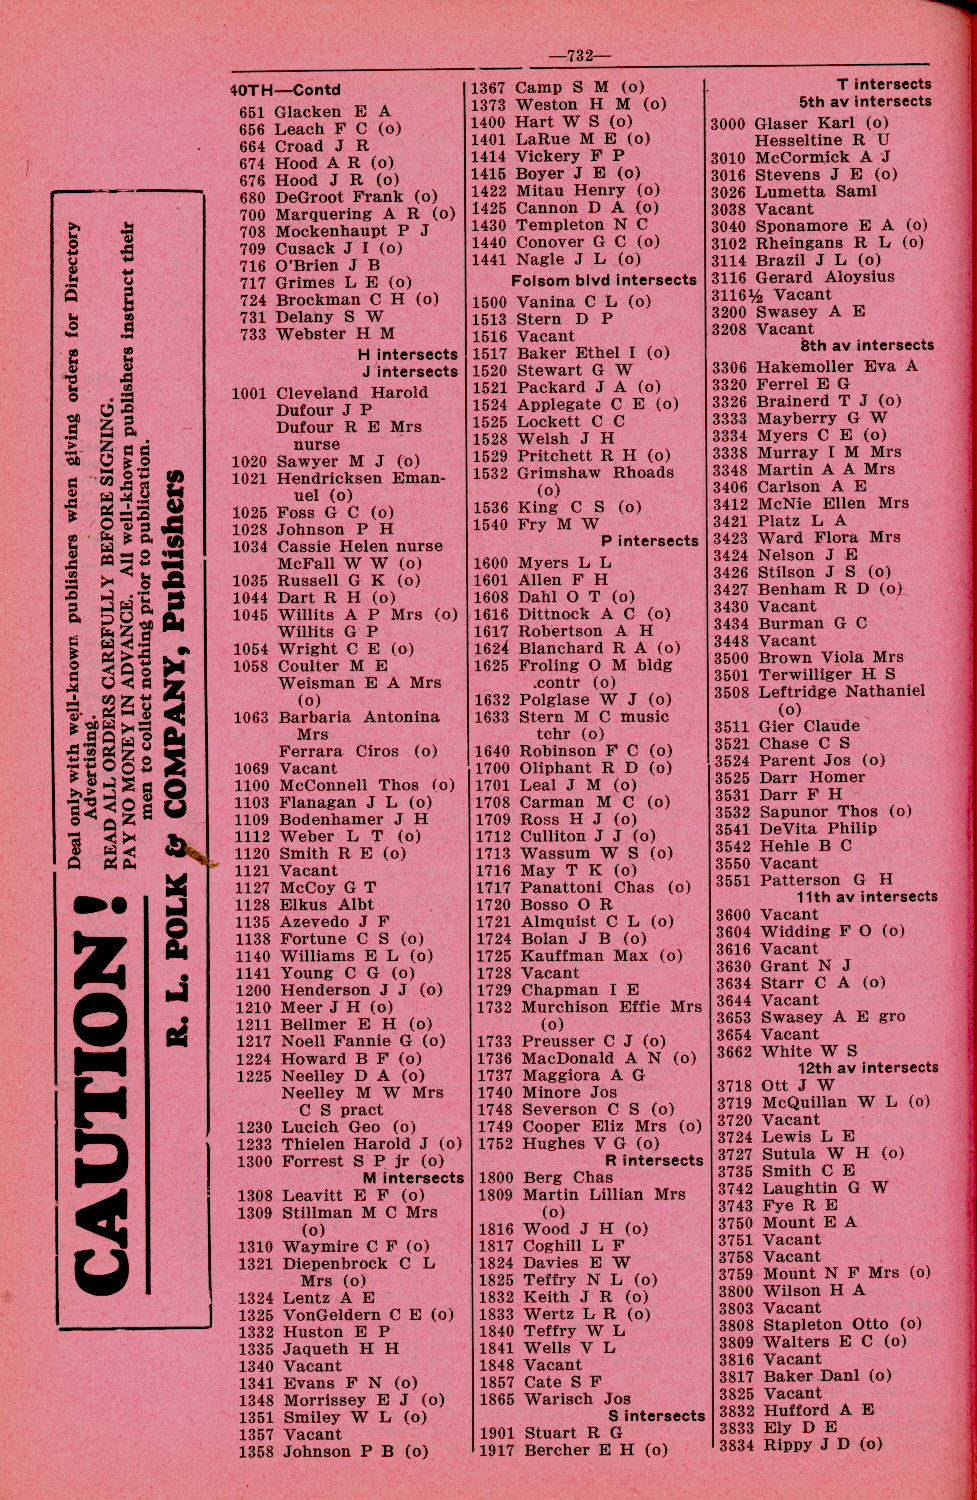 —732—
Deal only with well-known publishers when giving orders for Directory
Advertising.
READ ALL ORDERS CAREFULLY BEFORE SIGNING.
PAY NO MONEY IN ADVANCE. All well-known publishers instruct their
men to collect nothing prior to publication.
CAUTION!
R. L. POLK & COMPANY, Publishers
40TH—Contd
651 Glacken E A
656 Leach F C (o)
664 Croad J R
674 Hood A R (o)
676 Hood J R (o)
680 DeGroot Frank (o)
700 Marquering A R (o)
708 Mockenhaupt P J
709 Cusack J I (o)
716 O'Brien J B
717 Grimes L E (o)
724 Brockman C H (o)
731 Delany S W
733 Webster H M
H intersects
J intersects
1001 Cleveland Harold
Dufour J P
Dufour R E Mrs
nurse
1020 Sawyer M J (o)
1021 Hendricksen Eman-
uel (o)
1025 Foss G C (o)
1028 Johnson P H
1034 Cassie Helen nurse
McFall W W (o)
1035 Russell G K (o)
1044 Dart R H (o)
1045 Willits A P Mrs (o)
Willits G P
1054 Wright C E (o)
1058 Coulter M E
Weisman E A Mrs
(o)
1063 Barbaria Antonina
Mrs
Ferrara Ciros (o)
1069 Vacant
1100 McConnell Thos (o)
1103 Flanagan J L (o)
1109 Bodenhamer J H
1112 Weber L T (o)
1120 Smith R E (o)
1121 Vacant
1127 McCoy G T
1128 Elkus Albt
1135 Azevedo J F
1138 Fortune C S (o)
1140 Williams E L (o)
1141 Young C G (o)
1200 Henderson J J (o)
1210 Meer J H (o)
1211 Bellmer E H (o)
1217 Noell Fannie G (o)
1224 Howard B F (o)
1225 Neelley D A (o)
Neelley M W Mrs
C S pract
1230 Lucich Geo (o)
1233 Thielen Harold J (o)
1300 Forrest S P jr (o)
M intersects
1308 Leavitt E F (o)
1309 Stillman M C Mrs
(o)
1310 Waymire C F (o)
1321 Diepenbrock C L
Mrs (o)
1324 Lentz A E
1325 VonGeldern C E (o)
1332 Huston E P
1335 Jaqueth H H
1340 Vacant
1341 Evans F N (o)
1348 Morrissey E J (o)
1351 Smiley W L (o)
1357 Vacant
1358 Johnson P B (o)
1367 Camp S M (o)
1373 Weston H M (o)
1400 Hart W S (o)
1401 LaRue M E (o)
1414 Vickery F P
1415 Boyer J E (o)
1422 Mitau Henry (o)
1425 Cannon D A (o)
1430 Templeton N C
1440 Conover G C (o)
1441 Nagle J L (o)
Folsom blvd intersects
1500 Vanina C L (o)
1513 Stern D P
1516 Vacant
1517 Baker Ethel I (o)
1520 Stewart G W
1521 Packard J A (o)
1524 Applegate C E (o)
1525 Lockett C C
1528 Welsh J H
1529 Pritchett R H (o)
1532 Grimshaw Rhoads
(o)
1536 King C S (o)
1540 Fry M W
P intersects
1600 Myers L L
1601 Allen F H
1608 Dahl O T (o)
1616 Dittnock A C (o)
1617 Robertson A H
1624 Blanchard R A (o)
1625 Froling O M bldg
contr (o)
1632 Polglase W J (o)
1633 Stern M C music
tchr (o)
1640 Robinson F C (o)
1700 Oliphant R D (o)
1701 Leal J M (o)
1708 Carman M C (o)
1709 Ross H J (o)
1712 Culliton J J (o)
1713 Wassum W S (o)
1716 May T K (o)
1717 Panattoni Chas (o)
1720 Bosso O R
1721 Almquist C L (o)
1724 Bolan J B (o)
1725 Kauffman Max (o)
1728 Vacant
1729 Chapman I E
1732 Murchison Effie Mrs
(o)
1733 Preusser C J (o)
1736 MacDonald A N (o)
1737 Maggiora A G
1740 Minore Jos
1748 Severson C S (o)
1749 Cooper Eliz Mrs (o)
1752 Hughes V G (o)
R intersects
1800 Berg Chas
1809 Martin Lillian Mrs
(o)
1816 Wood J H (o)
1817 Coghill L F
1824 Davies E W
1825 Teffry N L (o)
1832 Keith J R (o)
1833 Wertz L R (o)
1840 Teffry W L
1841 Wells V L
1848 Vacant
1857 Cate S F
1865 Warisch Jos
S intersects
1901 Stuart R G
1917 Bercher E H (o)
T intersects
5th av intersects
3000 Glaser Karl (o)
Hesseltine R U
3010 McCormick A J
3016 Stevens J E (o)
3026 Lumetta Saml
3038 Vacant
3040 Sponamore E A (o)
3102 Rheingans R L (o)
3114 Brazil J L (o)
3116 Gerard Aloysius
3116½ Vacant
3200 Swasey A E
3208 Vacant
8th av intersects
3306 Hakemoller Eva A
3320 Ferrel E G
3326 Brainerd T J (o)
3333 Mayberry G W
3334 Myers C E (o)
3338 Murray I M Mrs
3348 Martin A A Mrs
3406 Carlson A E
3412 McNie Ellen Mrs
3421 Platz L A
3423 Ward Flora Mrs
3424 Nelson J E
3426 Stilson J S (o)
3427 Benham R D (o)
3430 Vacant
3434 Burman G C
3448 Vacant
3500 Brown Viola Mrs
3501 Terwilliger H S
3508 Leftridge Nathaniel
(o)
3511 Gier Claude
3521 Chase C S
3524 Parent Jos (o)
3525 Darr Homer
3531 Darr F H
3532 Sapunor Thos (o)
3541 DeVita Philip
3542 Hehle B C
3550 Vacant
3551 Patterson G H
11th av intersects
3600 Vacant
3604 Widding F O (o)
3616 Vacant
3630 Grant N J
3634 Starr C A (o)
3644 Vacant
3653 Swasey A E gro
3654 Vacant
3662 White W S
12th av intersects
3718 Ott J W
3719 McQuillan W L (o)
3720 Vacant
3724 Lewis L E
3727 Sutula W H (o)
3735 Smith C E
3742 Laughtin G W
3743 Fye R E
3750 Mount E A
3751 Vacant
3758 Vacant
3759 Mount N F Mrs (o)
3800 Wilson H A
3803 Vacant
3808 Stapleton Otto (o)
3809 Walters E C (o)
3816 Vacant
3817 Baker Danl (o)
3825 Vacant
3832 Hufford A E
3833 Ely D E
3834 Rippy J D (o)